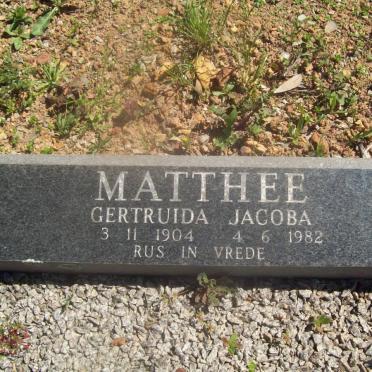 MATTHEE
GERTRUIDA JACOBA
3 11 1904 4 6 1982
RUS IN VREDE